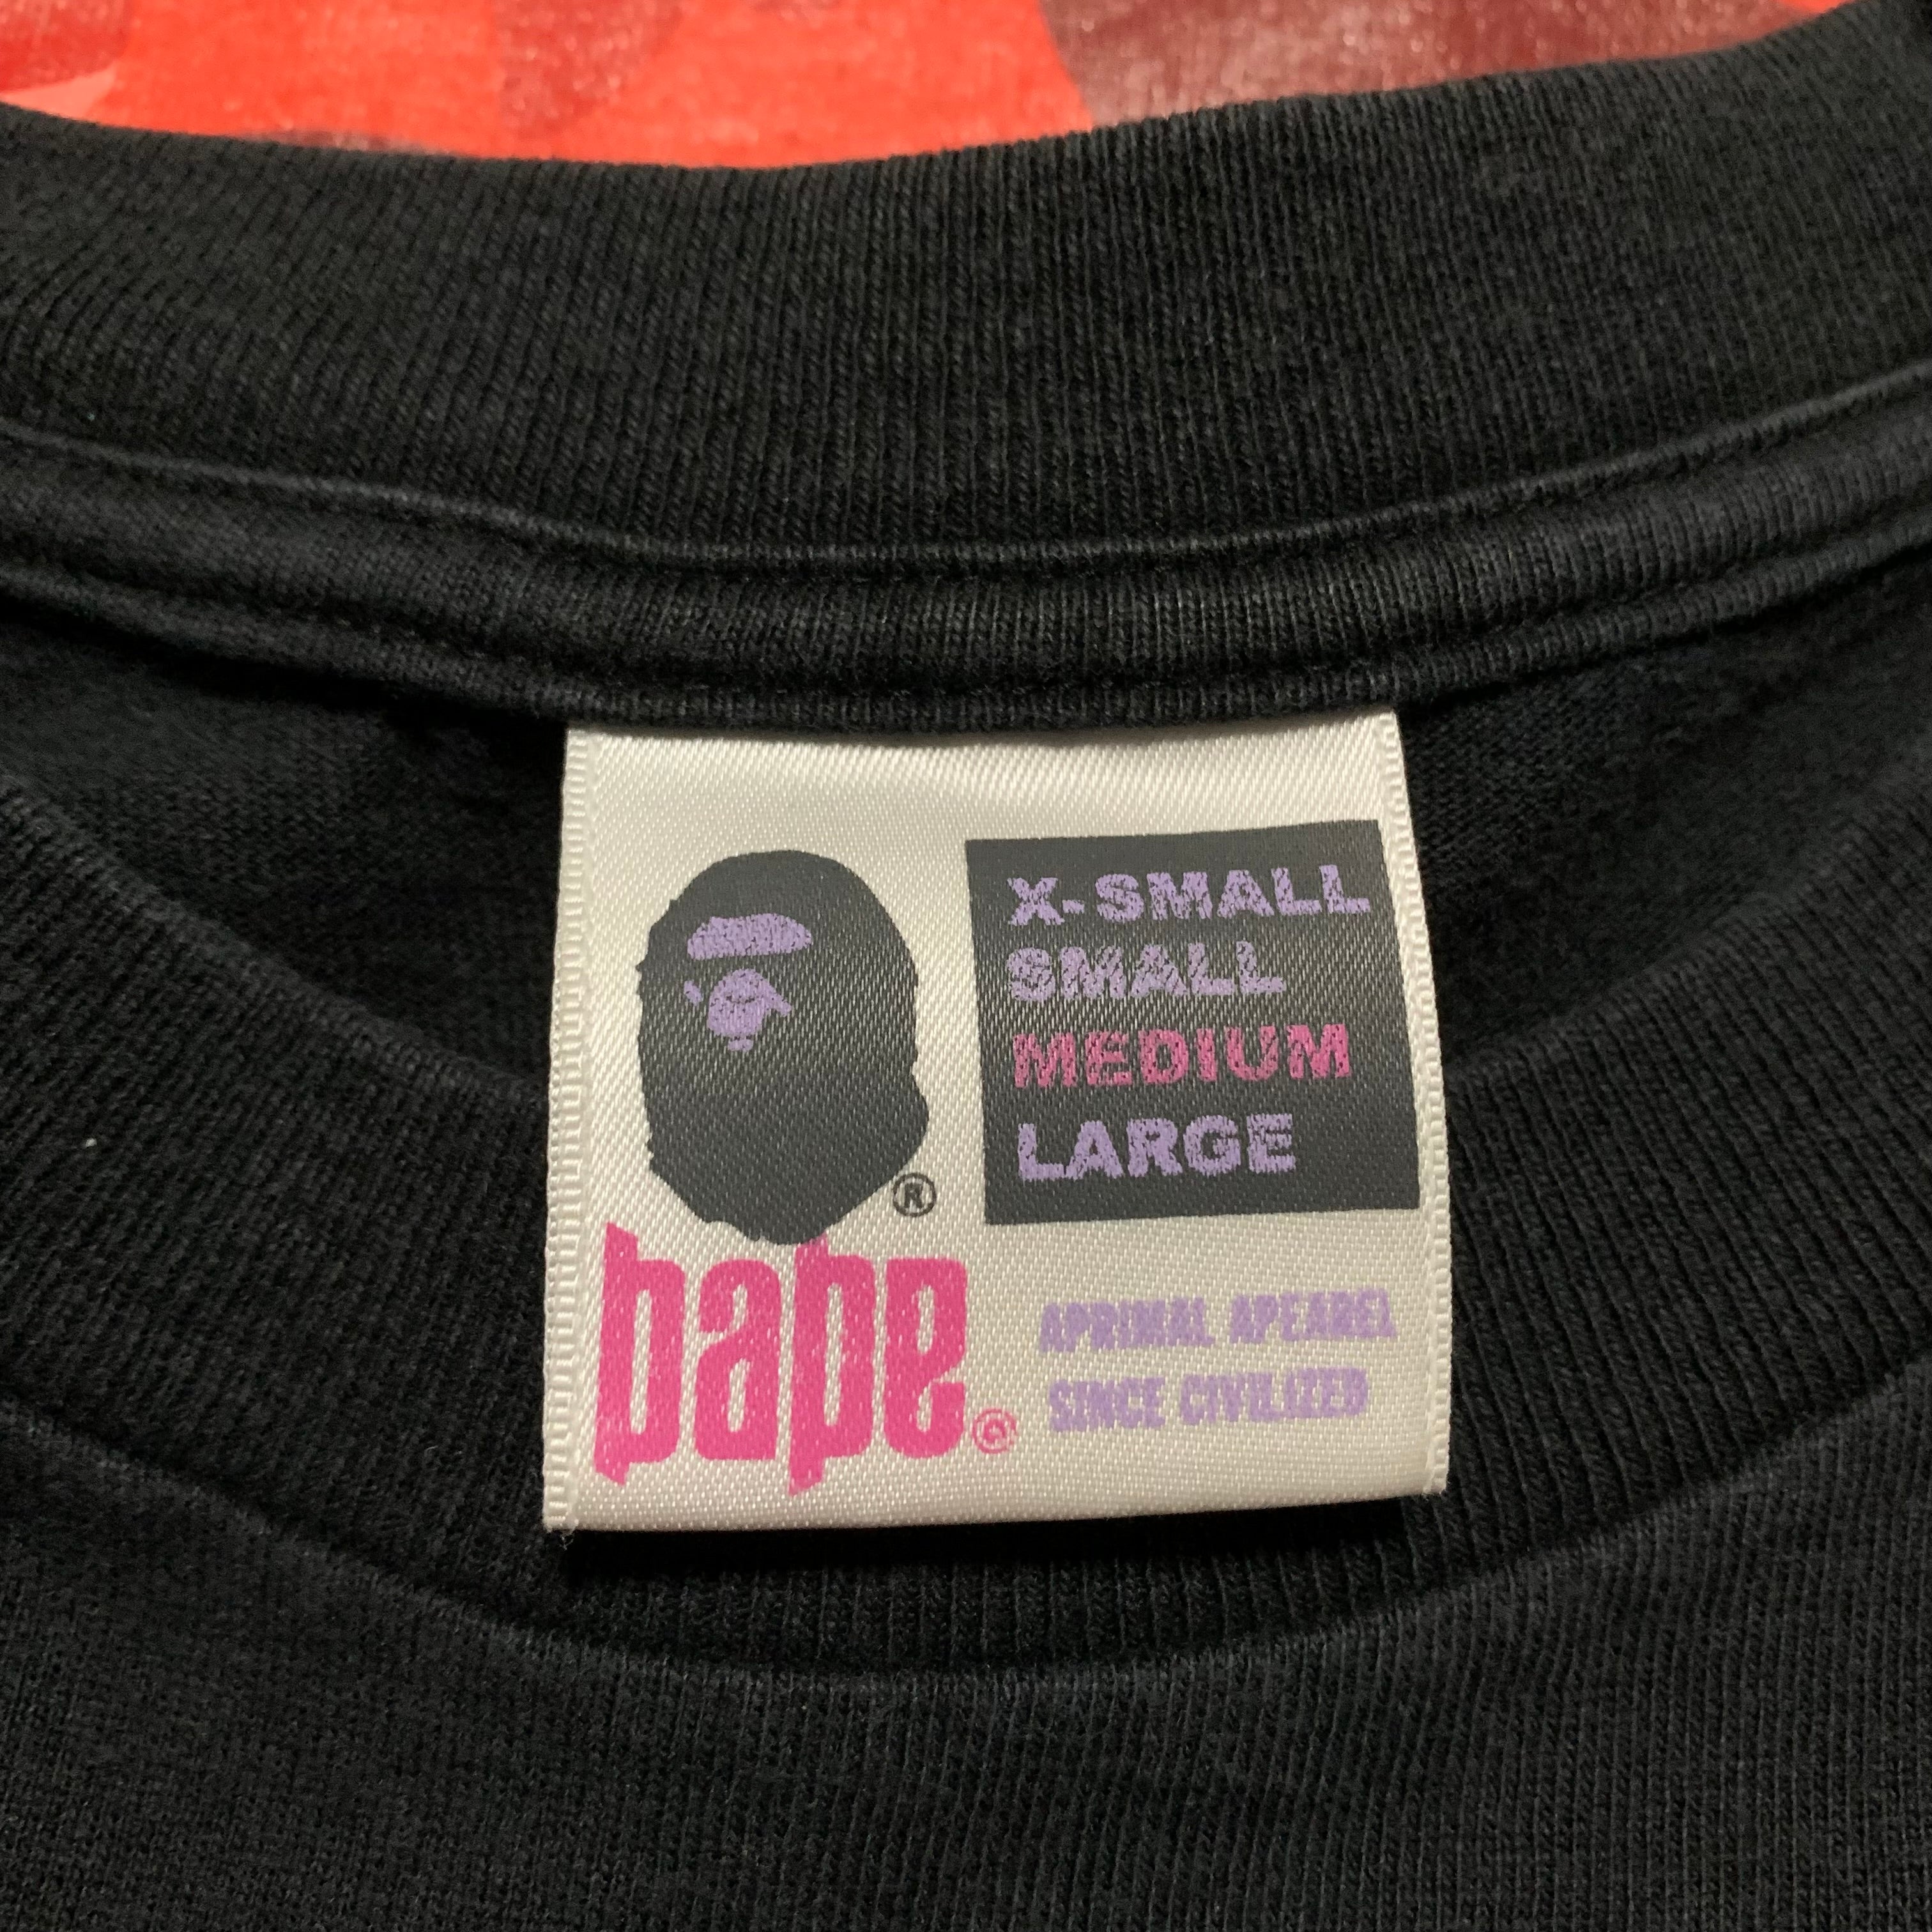 X-SMALL
SMALL
MEDIUM
LARGE
®
bape®
APRIMAL APEAREL
SINCE CIVILIZED